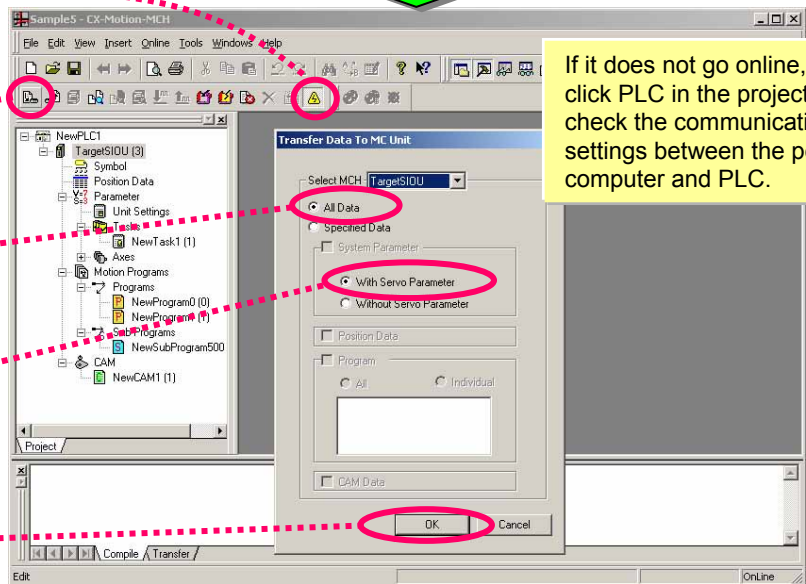 Sample5 - CX-Motion-MCH
File Edit View Insert Online Tools Windows Help
If it does not go online,
click PLC in the project
check the communicati
settings between the pe
computer and PLC.
NewPLC1
TargetSIOU (3)
Symbol
Position Data
Parameter
Unit Settings
Tasks
NewTask1 (1)
Axes
Motion Programs
Programs
NewProgram0 (0)
NewProgram1 (1)
Sub Programs
NewSubProgram500
CAM
NewCAM1 (1)
Project
Transfer Data To MC Unit
Select MCH
TargetSIOU
All Data
Specified Data
System Parameter
With Servo Parameter
Without Servo Parameter
Position Data
Program
All
Individual
CAM Data
OK
Cancel
Compile
Transfer
Edit
OnLine